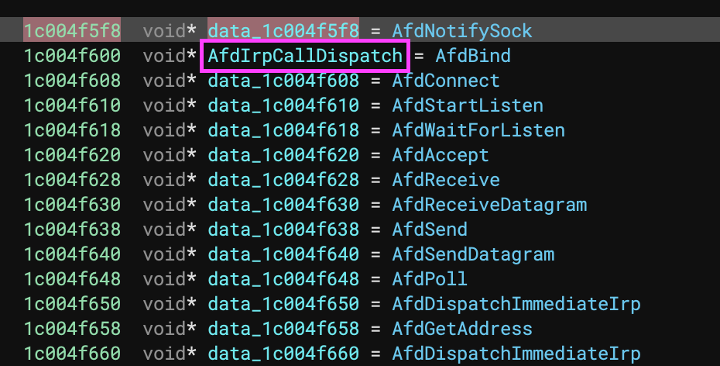 1c004f5f8 void* data_1c004f5f8 = AfdNotifySock
1c004f600 void* AfdIrpCallDispatch = AfdBind
1c004f608 void* data_1c004f608 = AfdConnect
1c004f610 void* data_1c004f610 = AfdStartListen
1c004f618 void* data_1c004f618 = AfdWaitForListen
1c004f620 void* data_1c004f620 = AfdAccept
1c004f628 void* data_1c004f628 = AfdReceive
1c004f630 void* data_1c004f630 = AfdReceiveDatagram
1c004f638 void* data_1c004f638 = AfdSend
1c004f640 void* data_1c004f640 = AfdSendDatagram
1c004f648 void* data_1c004f648 = AfdPoll
1c004f650 void* data_1c004f650 = AfdDispatchImmediateIrp
1c004f658 void* data_1c004f658 = AfdGetAddress
1c004f660 void* data_1c004f660 = AfdDispatchImmediateIrp